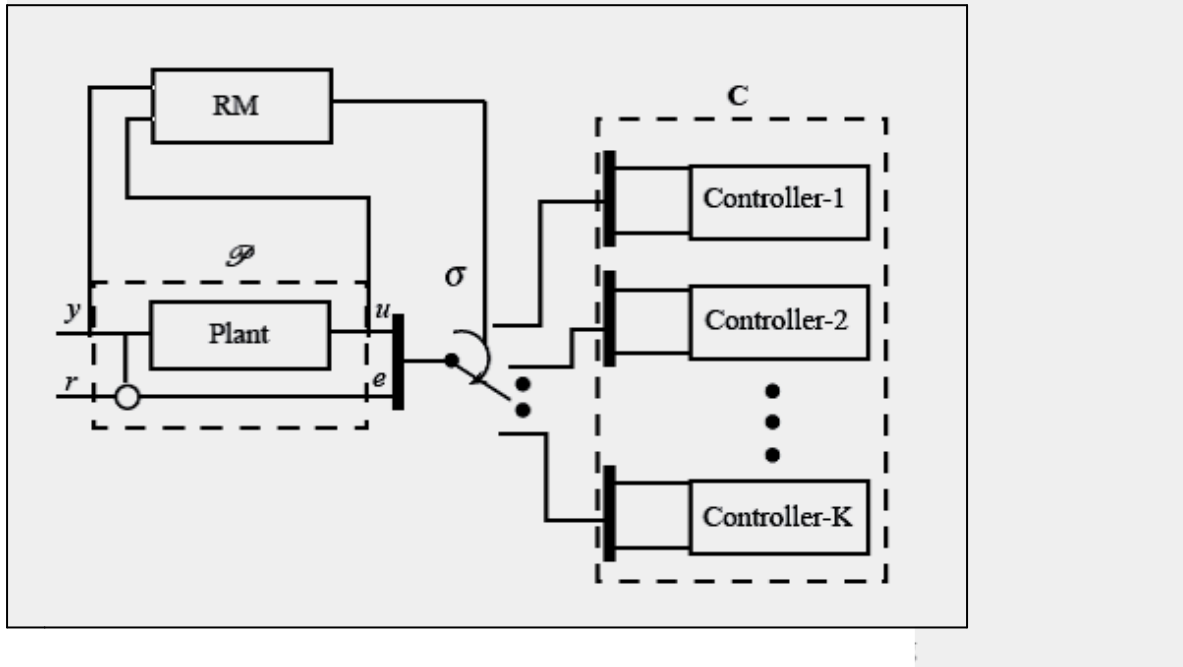 RM
C
Controller-1
𝒫
σ
y
Plant
u
Controller-2
r
e
Controller-K